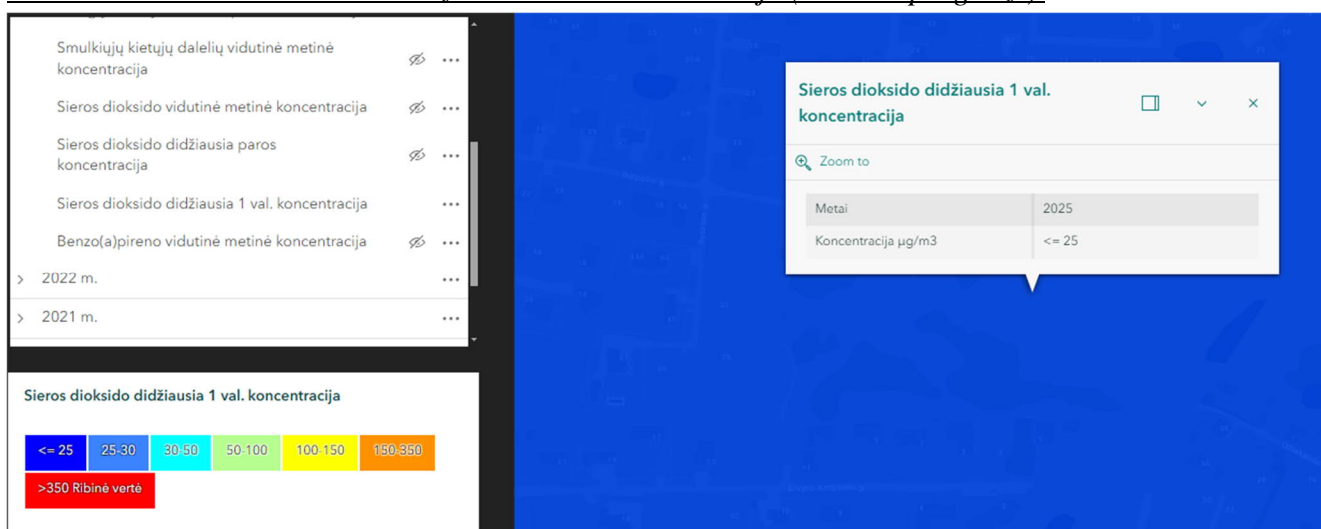 Smulkiųjų kietųjų dalelių vidutinė metinė
koncentracija
Sieros dioksido vidutinė metinė koncentracija
Sieros dioksido didžiausia paros
koncentracija
Sieros dioksido didžiausia 1 val. koncentracija
Benzo(a)pireno vidutinė metinė koncentracija
2022 m.
2021 m.
Sieros dioksido didžiausia 1 val. koncentracija
<= 25 25-30 30-50 50-100 100-150 150-350
>350 Ribinė vertė
Sieros dioksido didžiausia 1 val.
koncentracija
Zoom to
Metai 2025
Koncentracija µg/m3 <= 25